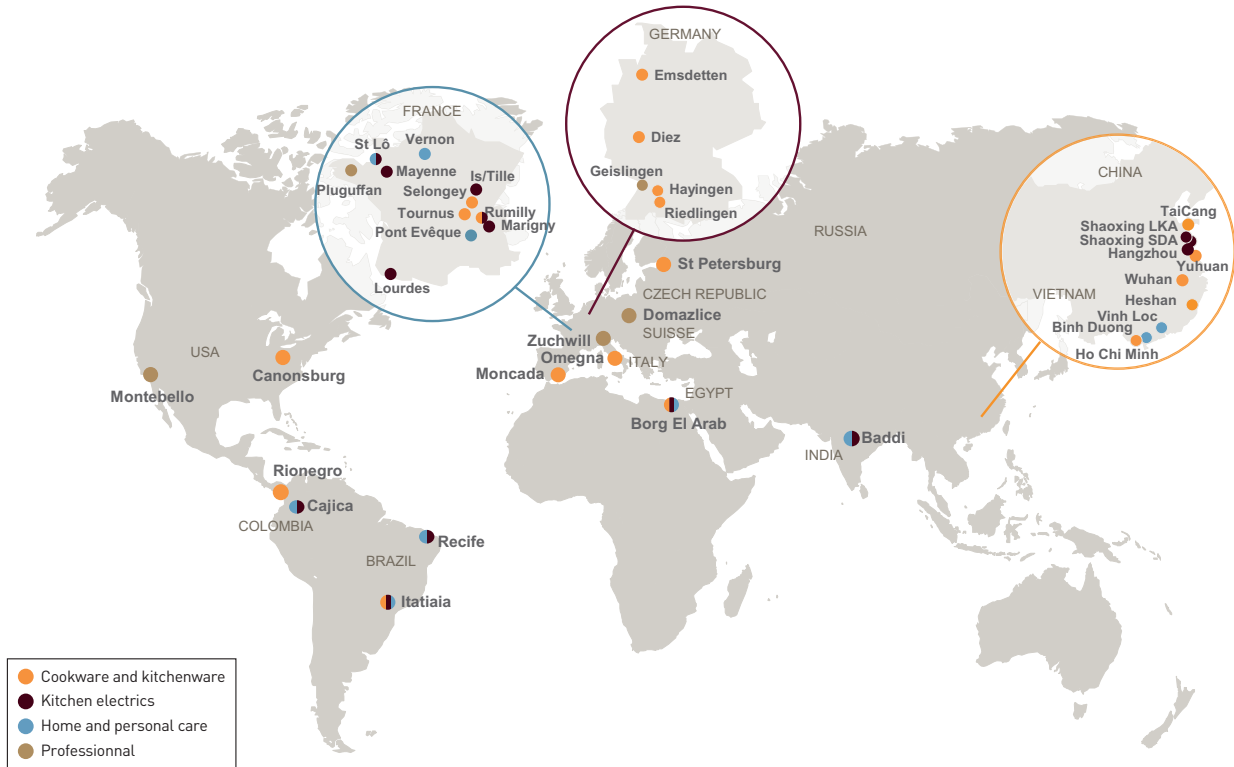 GERMANY
Emsdetten
Diez
Geislingen
Hayingen
Riedlingen
FRANCE
Vernon
St Lô
Mayenne
Is/Tille
Pluguffan
Selongey
Tournus
Rumilly
Marigny
Pont Evêque
Lourdes
CHINA
TaiCang
Shaoxing LKA
Shaoxing SDA
Hangzhou
Yuhuan
Wuhan
Heshan
VIETNAM
Vinh Loc
Binh Duong
Ho Chi Minh
RUSSIA
St Petersburg
CZECH REPUBLIC
Domazlice
SUISSE
Zuchwill
Omegna
ITALY
Moncada
EGYPT
Borg El Arab
USA
Canonsburg
Montebello
Baddi
INDIA
Rionegro
Cajica
COLOMBIA
Recife
BRAZIL
Itatiaia
Cookware and kitchenware
Kitchen electrics
Home and personal care
Professionnal